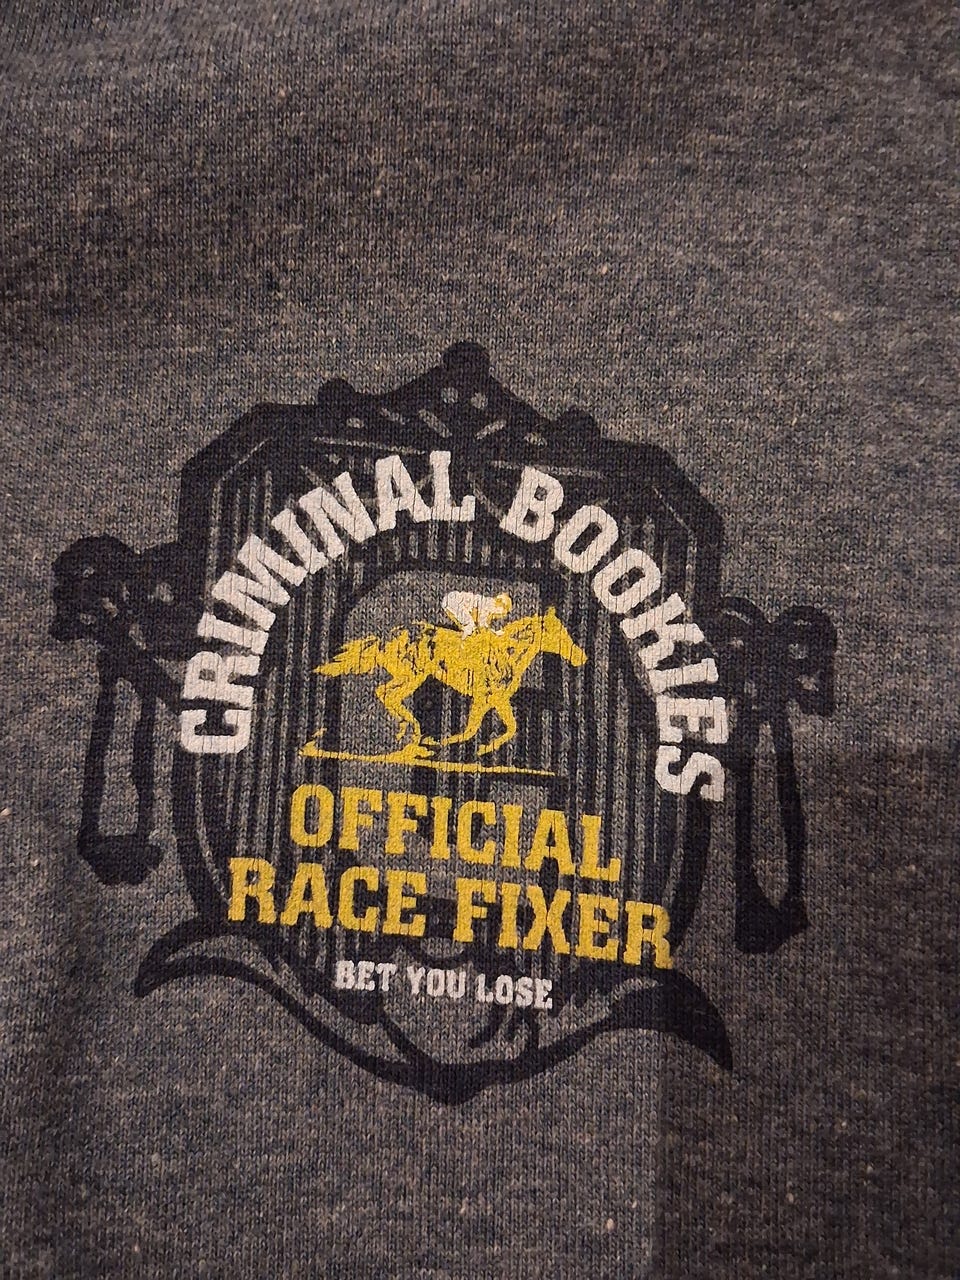 CRIMINAL BOOKIES
OFFICIAL
RACE FIXER
BET YOU LOSE